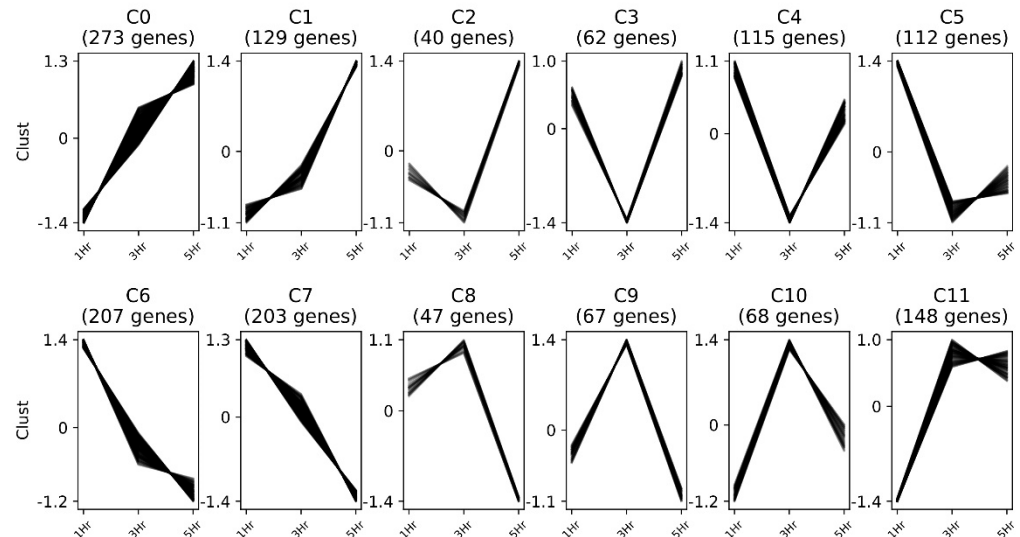 C0 C1 C2 C3 C4 C5
(273 genes) (129 genes) (40 genes) (62 genes) (115 genes) (112 genes)
1.3 1.4 1.4 1.0 1.1 1.4
0 0 0 0 0 0
Clust
-1.4 -1.1 -1.1 -1.4 -1.4 -1.1
1Hr 3Hr 5Hr 1Hr 3Hr 5Hr 1Hr 3Hr 5Hr 1Hr 3Hr 5Hr 1Hr 3Hr 5Hr 1Hr 3Hr 5Hr
C6 C7 C8 C9 C10 C11
(207 genes) (203 genes) (47 genes) (67 genes) (68 genes) (148 genes)
1.4 1.3 1.1 1.4 1.4 1.0
0 0 0 0 0 0
Clust
-1.2 -1.4 -1.4 -1.1 -1.2 -1.4
1Hr 3Hr 5Hr 1Hr 3Hr 5Hr 1Hr 3Hr 5Hr 1Hr 3Hr 5Hr 1Hr 3Hr 5Hr 1Hr 3Hr 5Hr